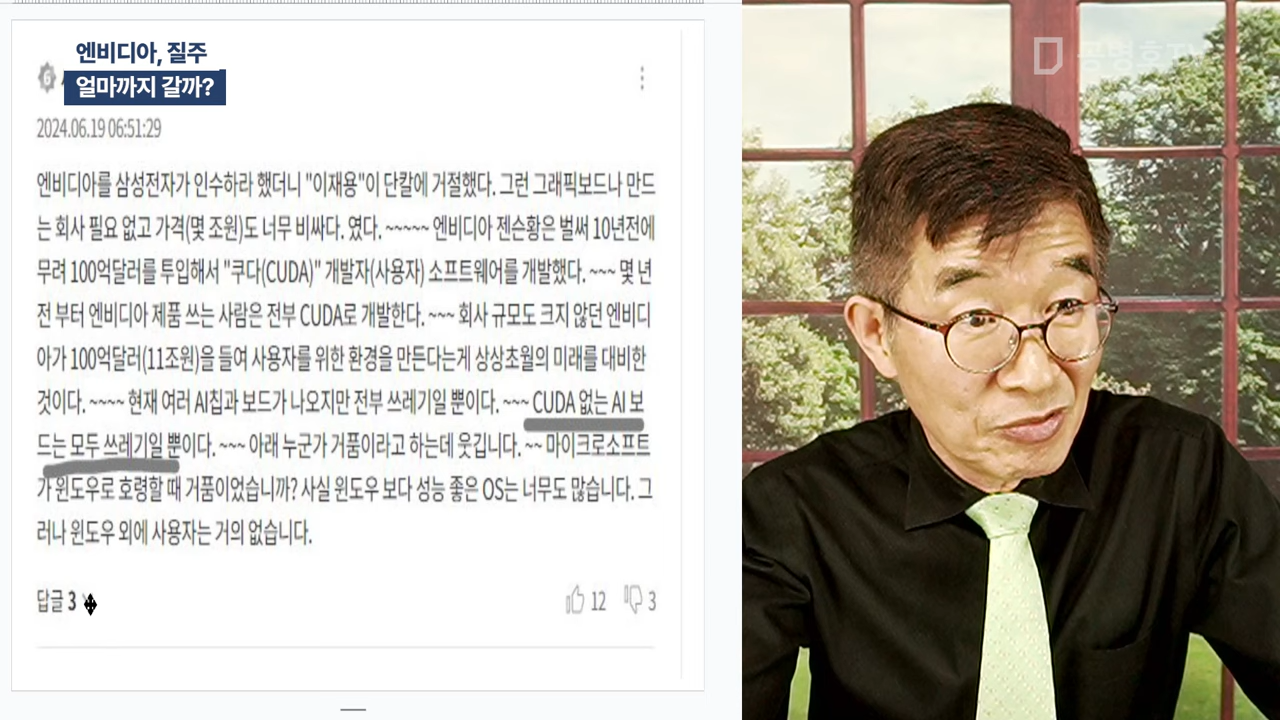 엔비디아, 질주
얼마까지 갈까?
2024.06.19 06:51:29
엔비디아를 삼성전자가 인수하라 했더니 "이재용"이 단칼에 거절했다. 그런 그래픽보드나 만드
는 회사 필요 없고 가격(몇 조원)도 너무 비싸다. 였다. ~~~~~ 엔비디아 젠슨황은 벌써 10년전에
무려 100억달러를 투입해서 "쿠다(CUDA)" 개발자(사용자) 소프트웨어를 개발했다. ~~~ 몇 년
전 부터 엔비디아 제품 쓰는 사람은 전부 CUDA로 개발한다. ~~~ 회사 규모도 크지 않던 엔비디
아가 100억달러(11조원)을 들여 사용자를 위한 환경을 만든다는게 상상초월의 미래를 대비한
것이다. ~~~~ 현재 여러 AI칩과 보드가 나오지만 전부 쓰레기일 뿐이다. ~~~ CUDA 없는 AI 보
드는 모두 쓰레기일 뿐이다. ~~~ 아래 누군가 거품이라고 하는데 웃깁니다. ~~ 마이크로소프트
가 윈도우로 호령할 때 거품이었습니까? 사실 윈도우 보다 성능 좋은 OS는 너무도 많습니다. 그
러나 윈도우 외에 사용자는 거의 없습니다.
답글 3
12
3